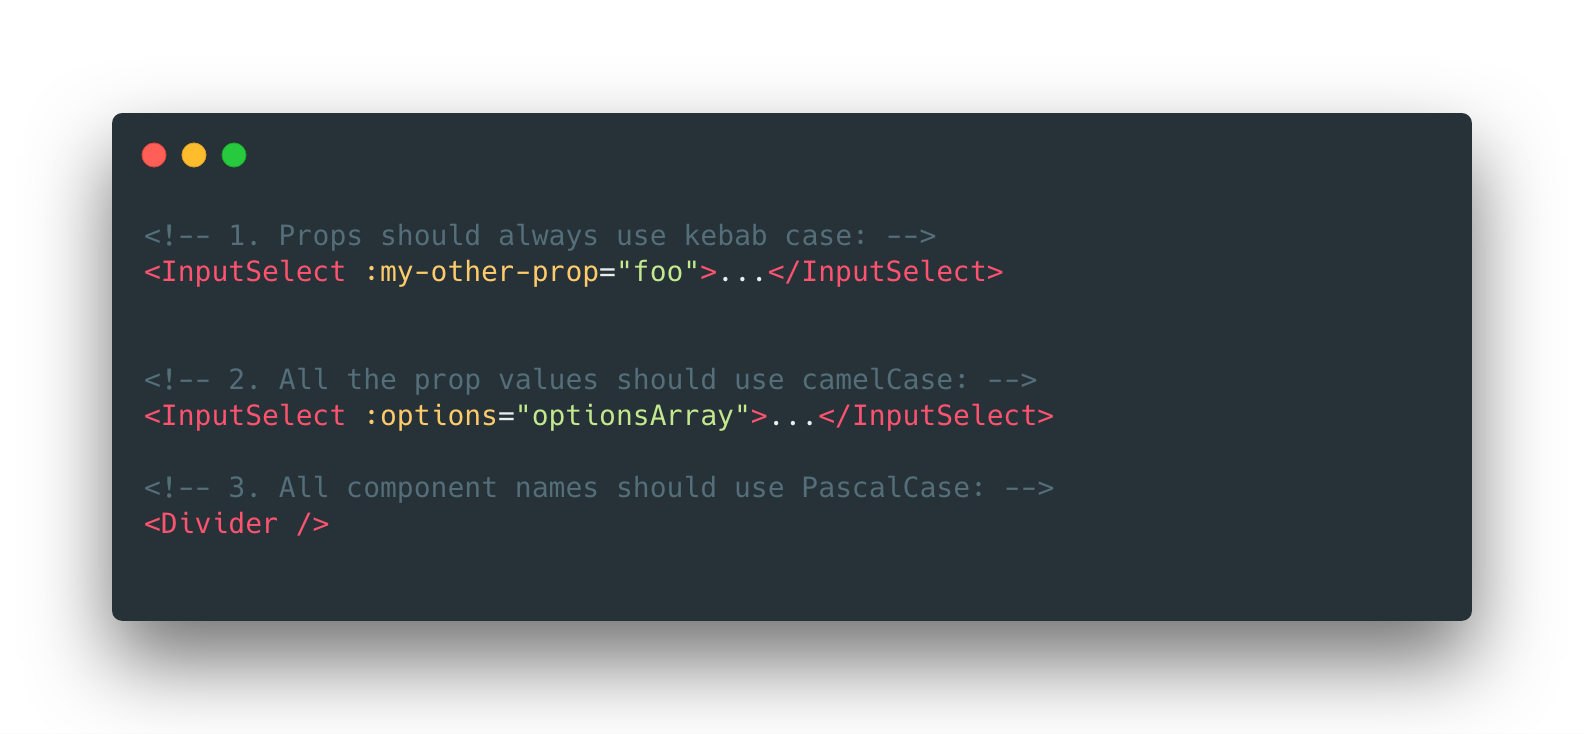 <!-- 1. Props should always use kebab case: -->
<InputSelect :my-other-prop="foo">...</InputSelect>
<!-- 2. All the prop values should use camelCase: -->
<InputSelect :options="optionsArray">...</InputSelect>
<!-- 3. All component names should use PascalCase: -->
<Divider />